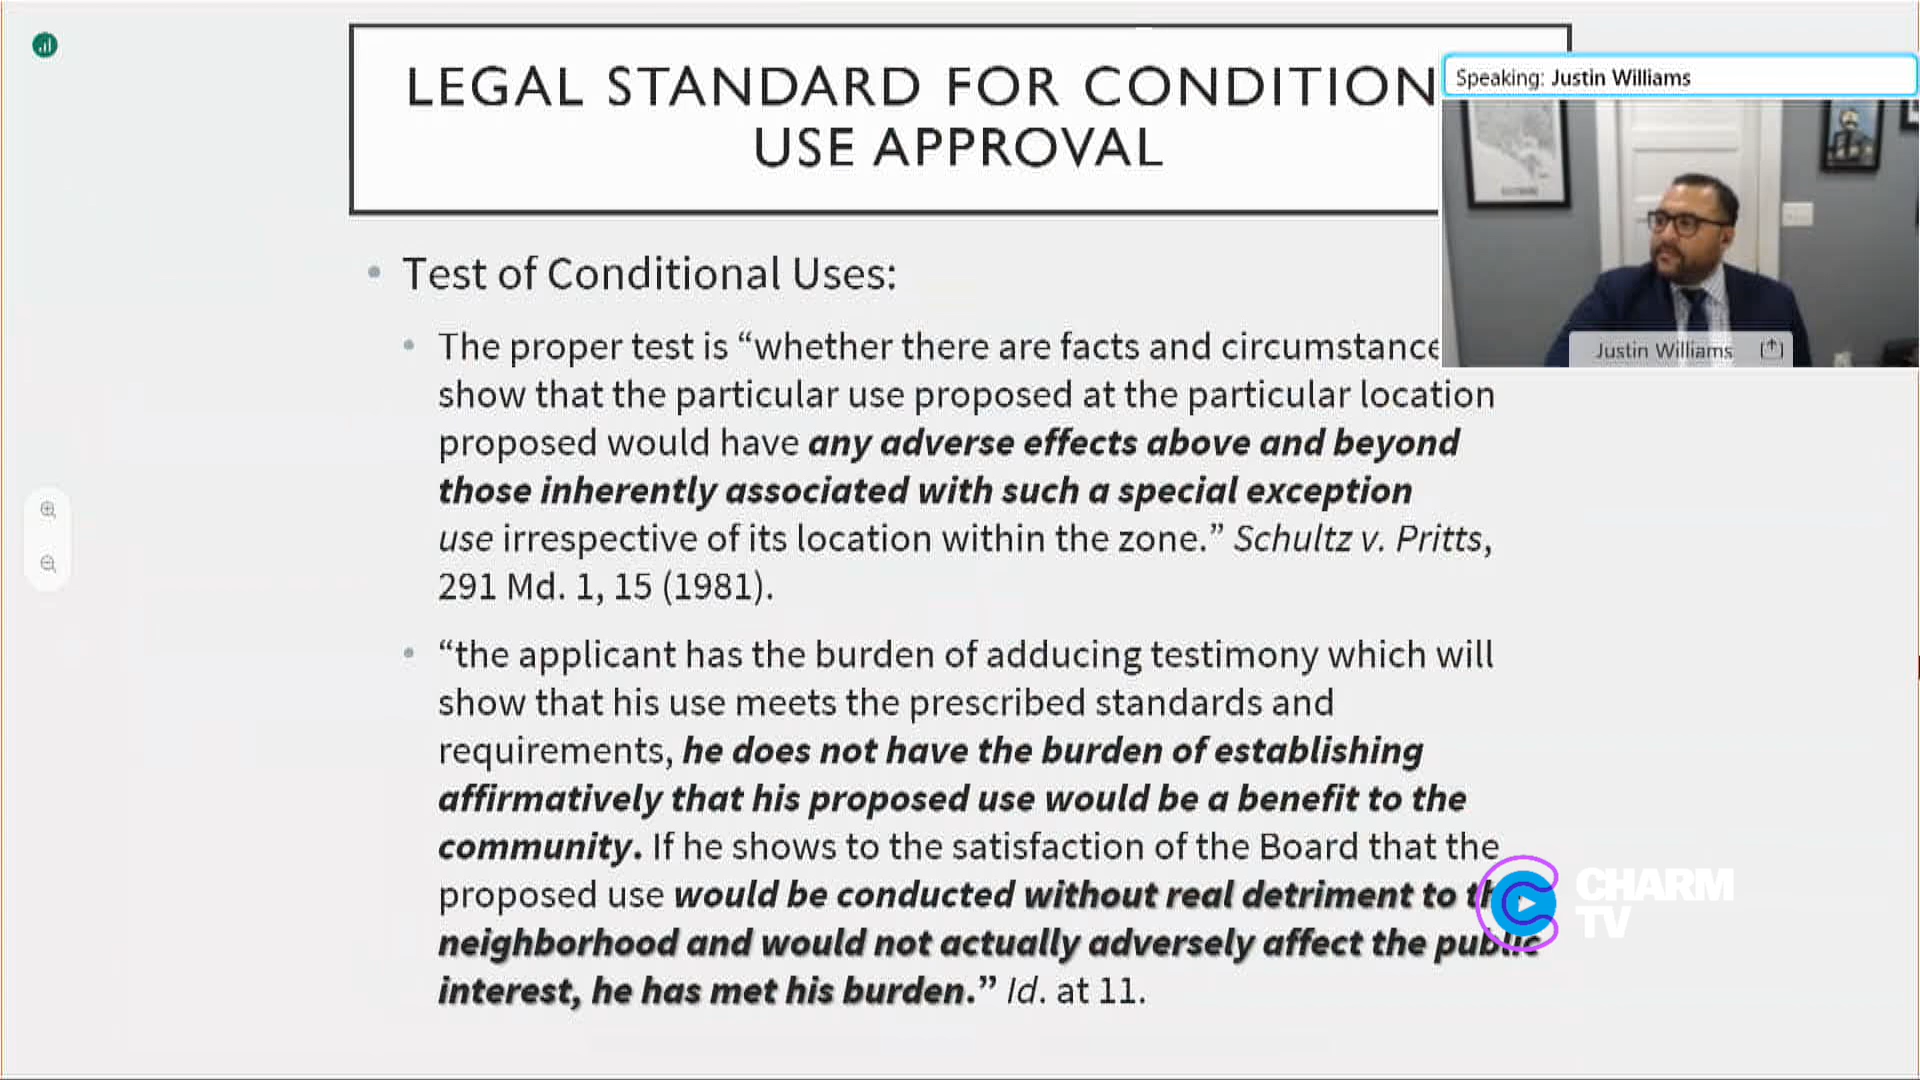 LEGAL STANDARD FOR CONDITION
USE APPROVAL
Speaking: Justin Williams
Justin Williams
• Test of Conditional Uses:
• The proper test is “whether there are facts and circumstance
show that the particular use proposed at the particular location
proposed would have any adverse effects above and beyond
those inherently associated with such a special exception
use irrespective of its location within the zone.” Schultz v. Pritts,
291 Md. 1, 15 (1981).
• “the applicant has the burden of adducing testimony which will
show that his use meets the prescribed standards and
requirements, he does not have the burden of establishing
affirmatively that his proposed use would be a benefit to the
community. If he shows to the satisfaction of the Board that the
proposed use would be conducted without real detriment to the
neighborhood and would not actually adversely affect the public
interest, he has met his burden.” Id. at 11.
CHARM
TV